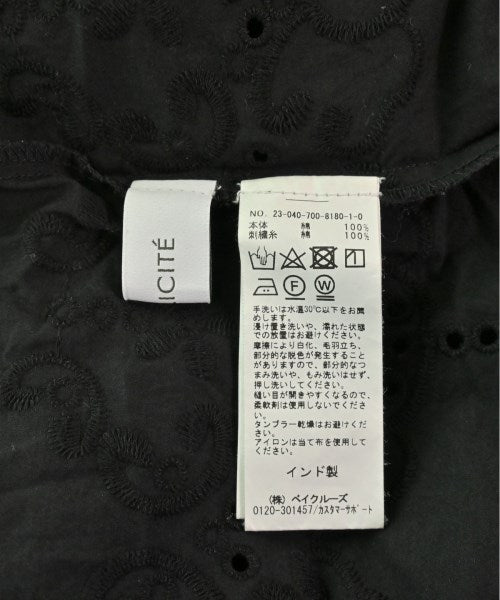 ICITÉ
NO. 23-040-700-8180-1-0
本体 綿 100%
刺繍糸 綿 100%
F W
手洗いは水温30℃以下をお薦
めします。
浸け置き洗いや、濡れた状態
での放置はお避けください。
摩擦により白化、毛羽立ち、
部分的な脱色が発生すること
がありますので、部分的なつ
まみ洗いや、もみ洗いはせず、
押し洗いしてください。
縫い目が開きやすくなるので、
柔軟剤は使用しないでください。
タンブラー乾燥はお避けくださ
い。
アイロンは当て布を使用して
ください。
インド製
(株) ベイクルーズ
0120-301457/カスタマーサポート